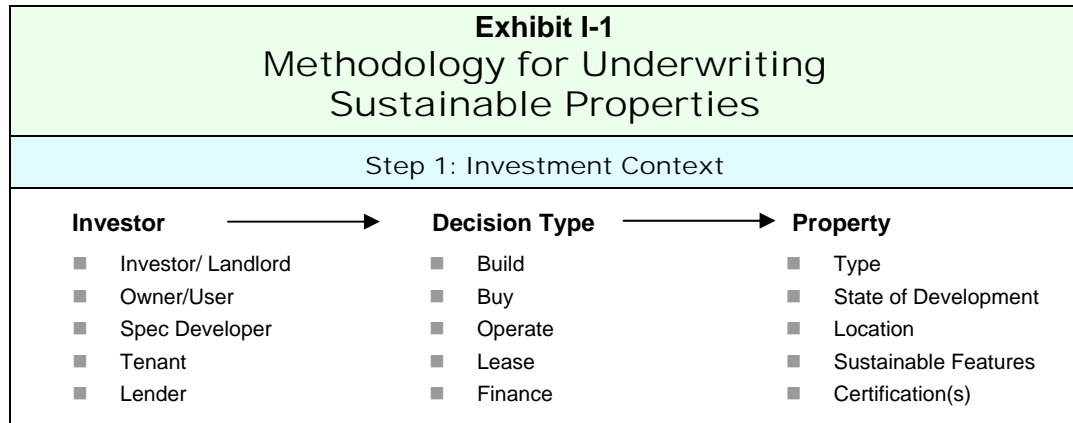 Exhibit I-1
Methodology for Underwriting
Sustainable Properties
Step 1: Investment Context
Investor Decision Type Property
Investor/ Landlord Build Type
Owner/User Buy State of Development
Spec Developer Operate Location
Tenant Lease Sustainable Features
Lender Finance Certification(s)